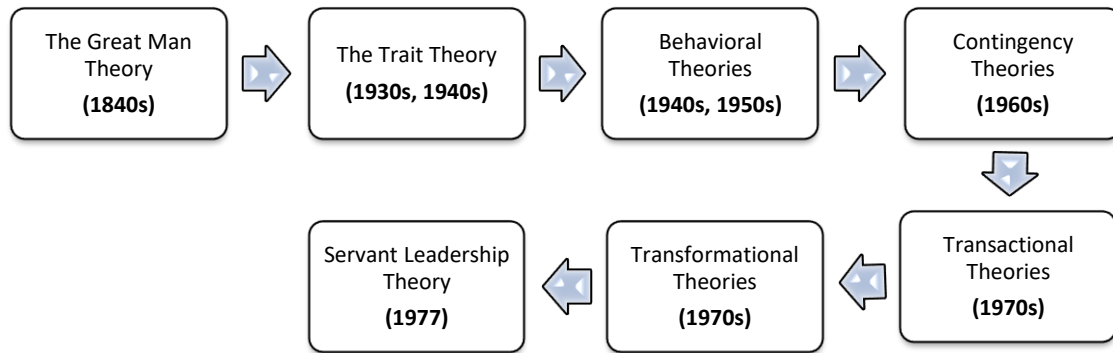 The Great Man
Theory
(1840s)
The Trait Theory
(1930s, 1940s)
Behavioral
Theories
(1940s, 1950s)
Contingency
Theories
(1960s)
Transactional
Theories
(1970s)
Transformational
Theories
(1970s)
Servant Leadership
Theory
(1977)